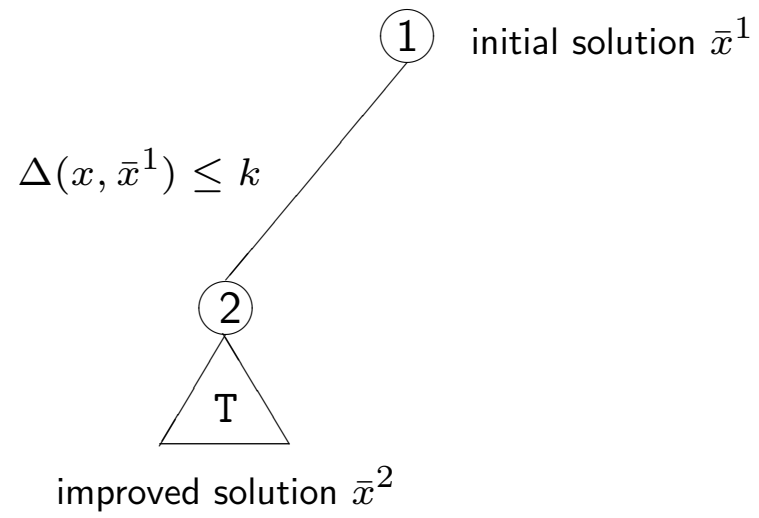 1 initial solution x̄¹
Δ(x, x̄¹) ≤ k
2
T
improved solution x̄²